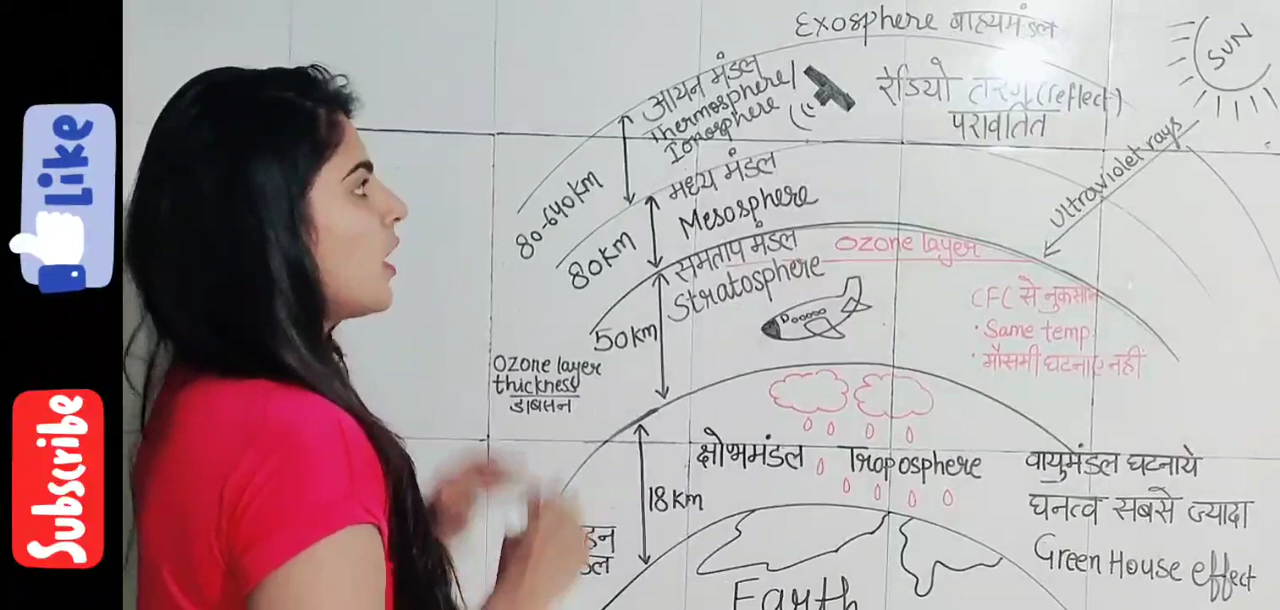 Exosphere बाह्यमंडल
SUN
आयन मंडल
Thermosphere/
Ionosphere
रेडियो तरंग (reflect)
परावर्तित
80-640km
Ultraviolet rays
मध्य मंडल
Mesosphere
80km
समताप मंडल
Stratosphere
Ozone layer
50km
CFC से नुकसान
· Same temp
· मौसमी घटनाए नहीं
Ozone layer
thickness
डाबसन
क्षोभमंडल Troposphere
18km
वायुमंडल घटनाये
घनत्व सबसे ज्यादा
Green House effect
Earth
Like
Subscribe